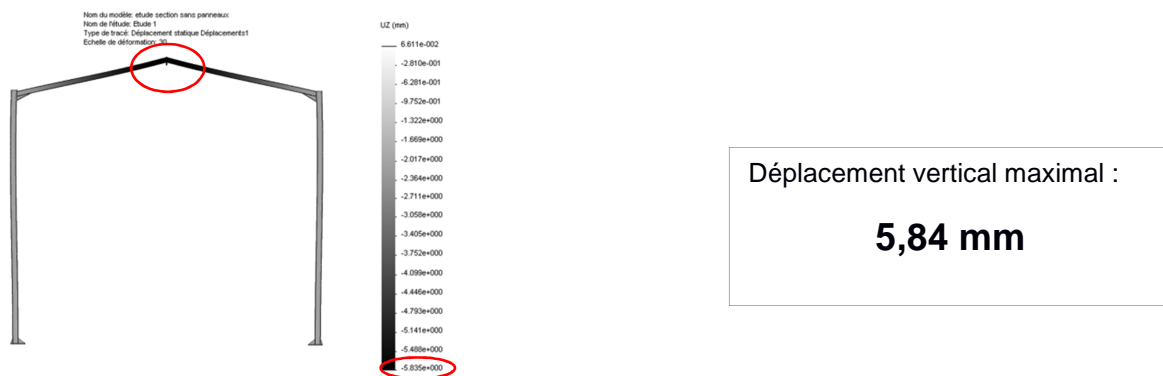 Nom du modèle: etude section sans panneaux
Nom de l'étude: Etude 1
Type de tracé: Déplacement statique Déplacements1
Echelle de déformation: 30
UZ (mm)
6.611e-002
-2.810e-001
-6.281e-001
-9.752e-001
-1.322e+000
-1.669e+000
-2.017e+000
-2.364e+000
-2.711e+000
-3.058e+000
-3.405e+000
-3.752e+000
-4.099e+000
-4.446e+000
-4.793e+000
-5.141e+000
-5.488e+000
-5.835e+000
Déplacement vertical maximal :
5,84 mm